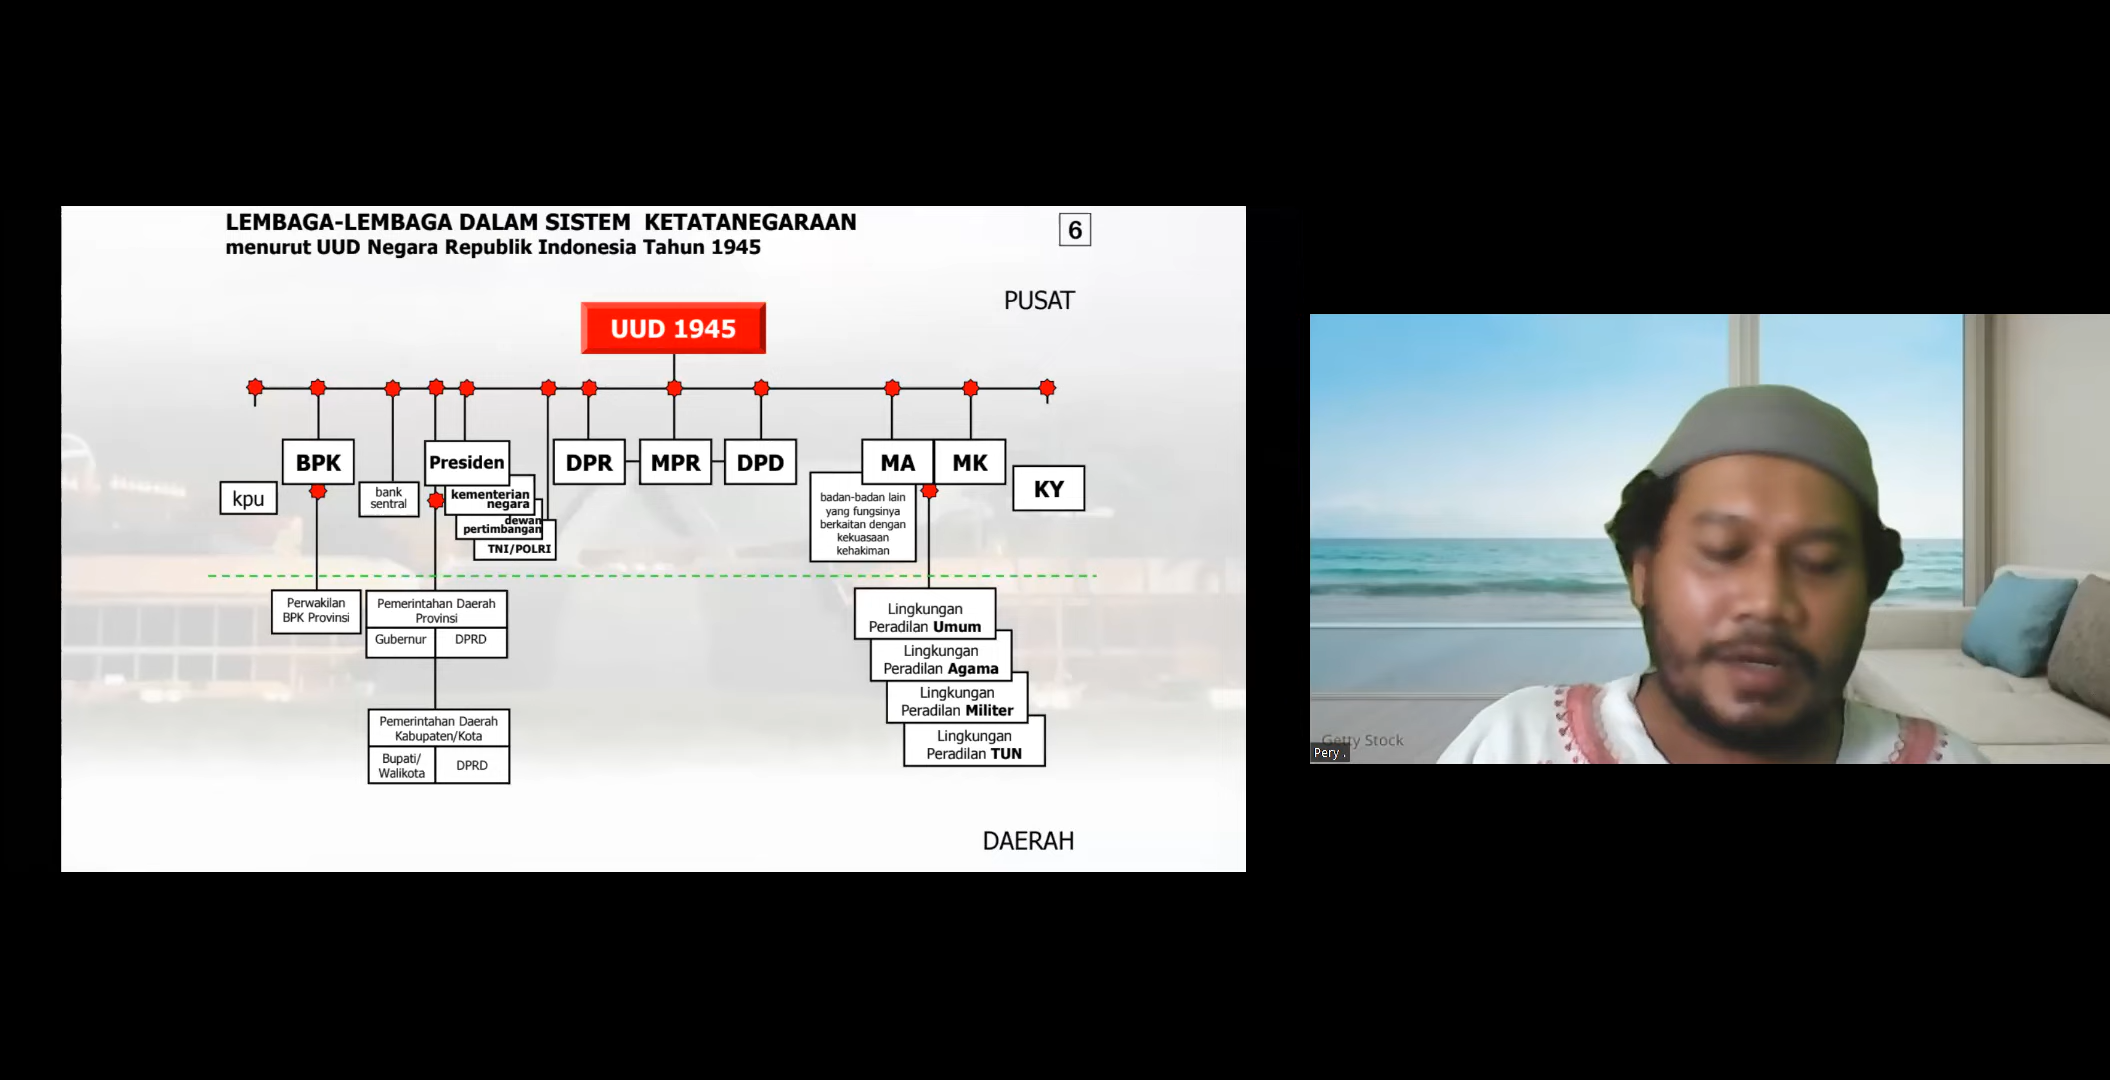 LEMBAGA-LEMBAGA DALAM SISTEM KETATANEGARAAN
menurut UUD Negara Republik Indonesia Tahun 1945
6
PUSAT
UUD 1945
BPK
Presiden
DPR
MPR
DPD
MA
MK
KY
kpu
bank
sentral
kementerian
negara
dewan
pertimbangan
TNI/POLRI
badan-badan lain
yang fungsinya
berkaitan dengan
kekuasaan
kehakiman
Perwakilan
BPK Provinsi
Pemerintahan Daerah
Provinsi
Gubernur
DPRD
Pemerintahan Daerah
Kabupaten/Kota
Bupati/
Walikota
DPRD
Lingkungan
Peradilan Umum
Lingkungan
Peradilan Agama
Lingkungan
Peradilan Militer
Lingkungan
Peradilan TUN
DAERAH
Getty Stock
Pery .